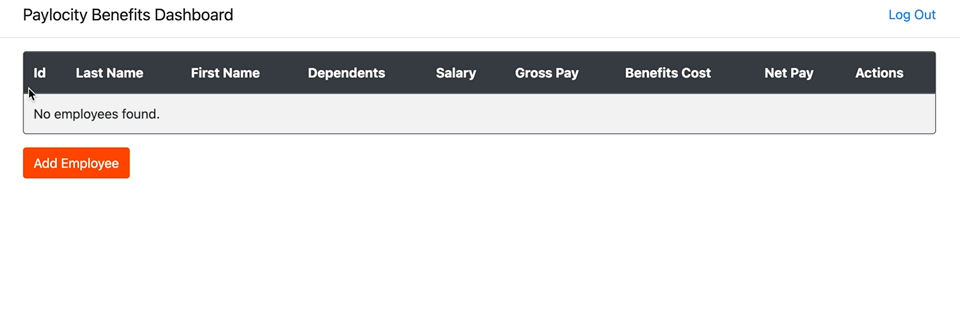 Paylocity Benefits Dashboard Log Out
Id Last Name First Name Dependents Salary Gross Pay Benefits Cost Net Pay Actions
No employees found.
Add Employee